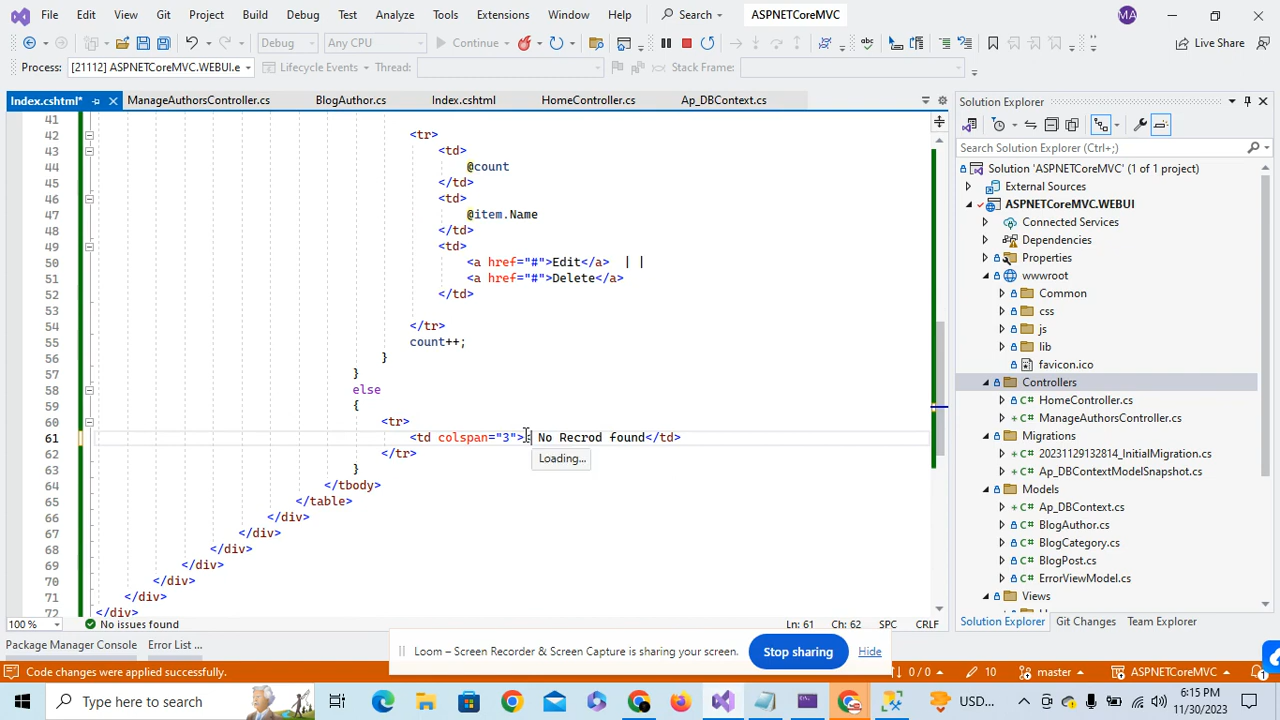 File Edit View Git Project Build Debug Test Analyze Tools Extensions Window Help Search ASPNETCoreMVC MA
Debug Any CPU Continue Live Share
Process: [21112] ASPNETCoreMVC.WEBUI.e Lifecycle Events Thread: Stack Frame:
Index.cshtml* ManageAuthorsController.cs BlogAuthor.cs Index.cshtml HomeController.cs Ap_DBContext.cs
41
42 <tr>
43 <td>
44 @count
45 </td>
46 <td>
47 @item.Name
48 </td>
49 <td>
50 <a href="#">Edit</a> | |
51 <a href="#">Delete</a>
52 </td>
53
54 </tr>
55 count++;
56 }
57 }
58 else
59 {
60 <tr>
61 <td colspan="3">: No Recrod found</td>
Loading...
62 </tr>
63 }
64 </tbody>
65 </table>
66 </div>
67 </div>
68 </div>
69 </div>
70 </div>
71 </div>
72 </div>
100 % No issues found Ln: 61 Ch: 62 SPC CRLF
Package Manager Console Error List ...
Code changes were applied successfully. 0 / 0 10 master ASPNETCoreMVC 1
Solution Explorer
Search Solution Explorer (Ctrl+;)
Solution 'ASPNETCoreMVC' (1 of 1 project)
External Sources
ASPNETCoreMVC.WEBUI
Connected Services
Dependencies
Properties
wwwroot
Common
css
js
lib
favicon.ico
Controllers
HomeController.cs
ManageAuthorsController.cs
Migrations
20231129132814_InitialMigration.cs
Ap_DBContextModelSnapshot.cs
Models
Ap_DBContext.cs
BlogAuthor.cs
BlogCategory.cs
BlogPost.cs
ErrorViewModel.cs
Views
Solution Explorer Git Changes Team Explorer
Loom – Screen Recorder & Screen Capture is sharing your screen. Stop sharing Hide
Type here to search USD... 6:15 PM
11/30/2023